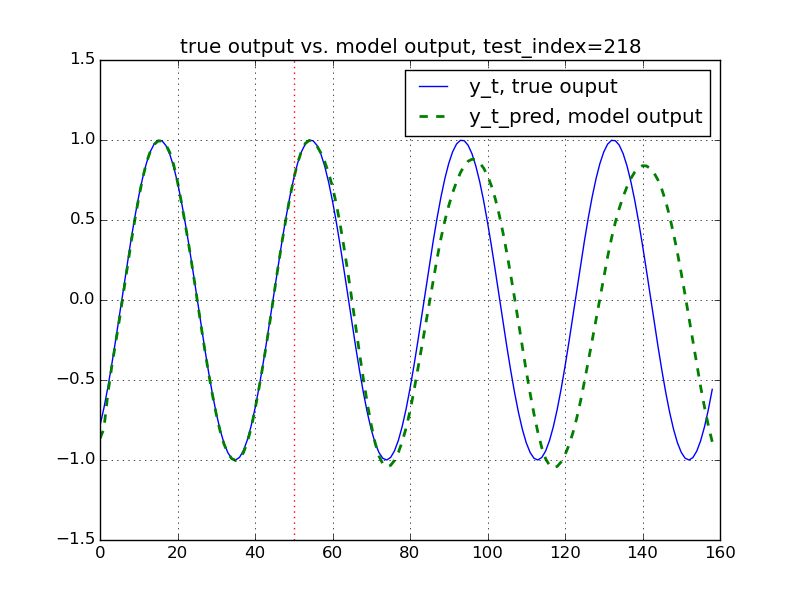 true output vs. model output, test_index=218
y_t, true ouput
y_t_pred, model output
1.5
1.0
0.5
0.0
−0.5
−1.0
−1.5
0 20 40 60 80 100 120 140 160